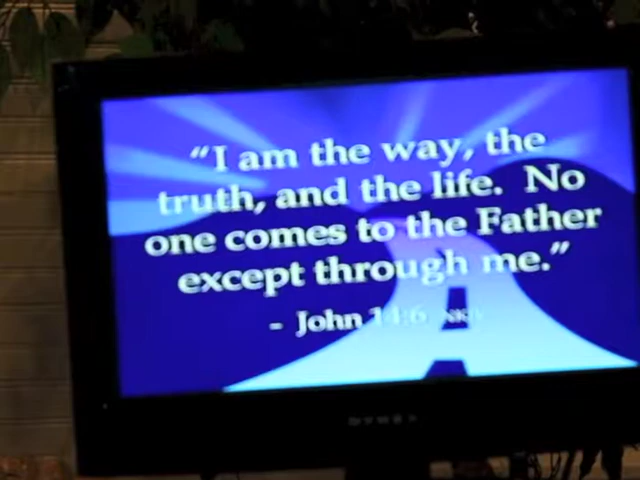 “I am the way, the
truth, and the life. No
one comes to the Father
except through me.”
- John 14:6 NKJV